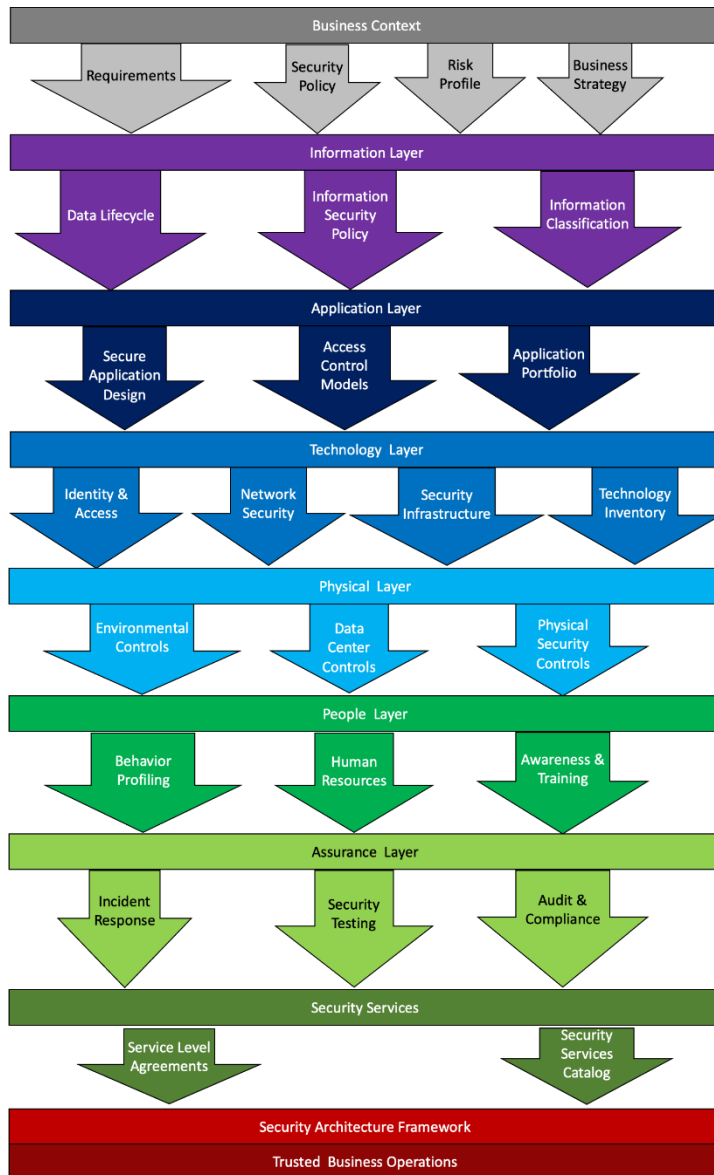 Business Context
Requirements
Security
Policy
Risk
Profile
Business
Strategy
Information Layer
Data Lifecycle
Information
Security
Policy
Information
Classification
Application Layer
Secure
Application
Design
Access
Control
Models
Application
Portfolio
Technology Layer
Identity &
Access
Network
Security
Security
Infrastructure
Technology
Inventory
Physical Layer
Environmental
Controls
Data
Center
Controls
Physical
Security
Controls
People Layer
Behavior
Profiling
Human
Resources
Awareness &
Training
Assurance Layer
Incident
Response
Security
Testing
Audit &
Compliance
Security Services
Service Level
Agreements
Security
Services
Catalog
Security Architecture Framework
Trusted Business Operations